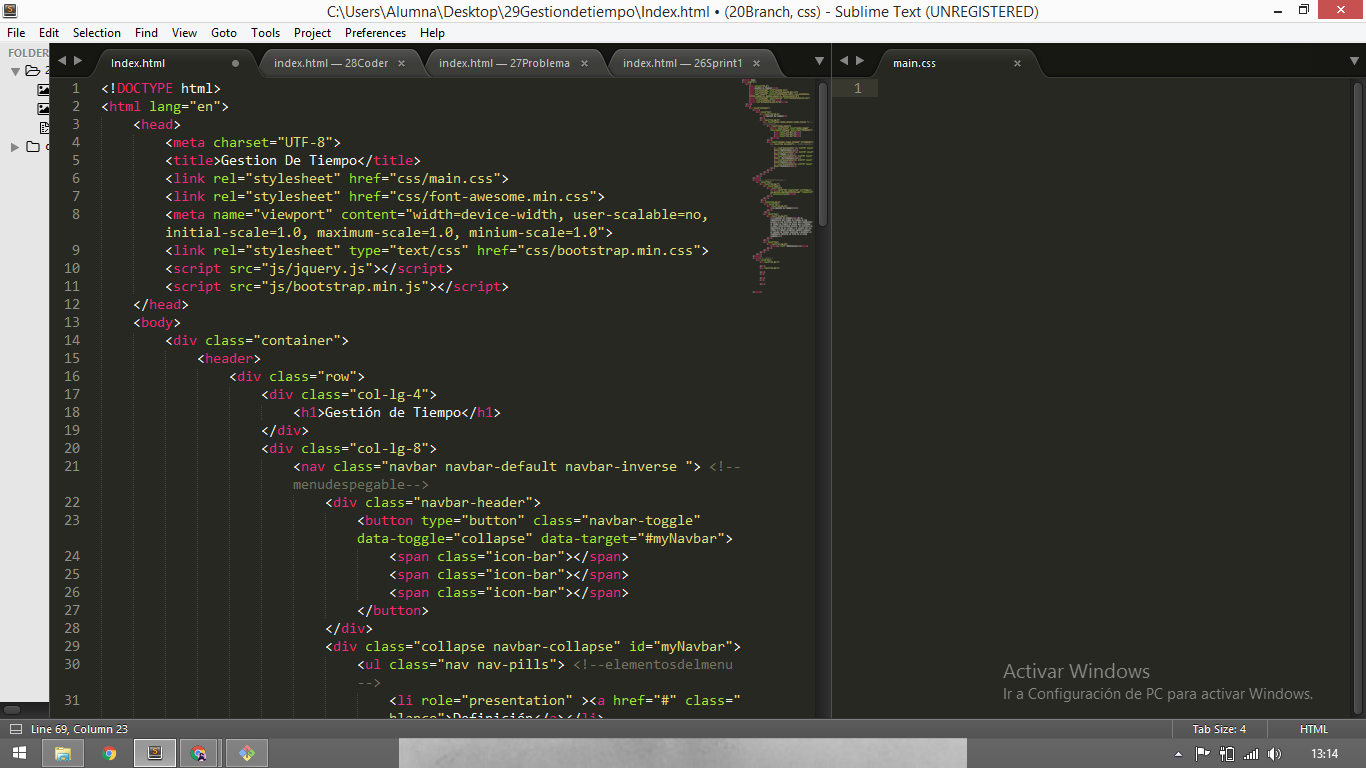 C:\Users\Alumna\Desktop\29Gestiondetiempo\Index.html • (20Branch, css) - Sublime Text (UNREGISTERED)
File Edit Selection Find View Goto Tools Project Preferences Help
FOLDER
Index.html
index.html — 28Coder
index.html — 27Problema
index.html — 26Sprint1
main.css
1 <!DOCTYPE html>
2 <html lang="en">
3 <head>
4 <meta charset="UTF-8">
5 <title>Gestion De Tiempo</title>
6 <link rel="stylesheet" href="css/main.css">
7 <link rel="stylesheet" href="css/font-awesome.min.css">
8 <meta name="viewport" content="width=device-width, user-scalable=no,
initial-scale=1.0, maximum-scale=1.0, minium-scale=1.0">
9 <link rel="stylesheet" type="text/css" href="css/bootstrap.min.css">
10 <script src="js/jquery.js"></script>
11 <script src="js/bootstrap.min.js"></script>
12 </head>
13 <body>
14 <div class="container">
15 <header>
16 <div class="row">
17 <div class="col-lg-4">
18 <h1>Gestión de Tiempo</h1>
19 </div>
20 <div class="col-lg-8">
21 <nav class="navbar navbar-default navbar-inverse "> <!--
menudespegable-->
22 <div class="navbar-header">
23 <button type="button" class="navbar-toggle"
data-toggle="collapse" data-target="#myNavbar">
24 <span class="icon-bar"></span>
25 <span class="icon-bar"></span>
26 <span class="icon-bar"></span>
27 </button>
28 </div>
29 <div class="collapse navbar-collapse" id="myNavbar">
30 <ul class="nav nav-pills"> <!--elementosdelmenu
-->
31 <li role="presentation" ><a href="#" class="
blanco">Definición</a></li>
1
Activar Windows
Ir a Configuración de PC para activar Windows.
Line 69, Column 23
Tab Size: 4
HTML
13:14